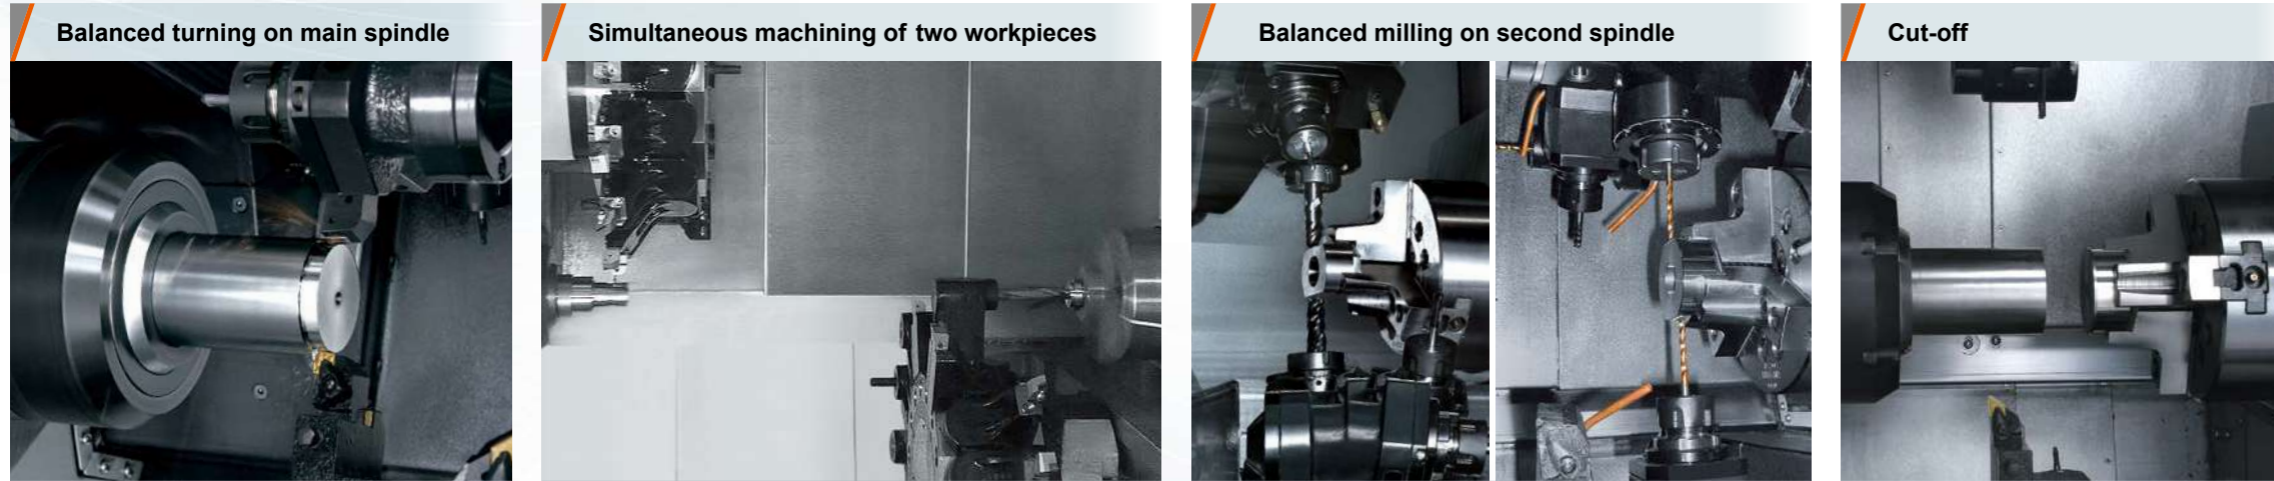 Balanced turning on main spindle
Simultaneous machining of two workpieces
Balanced milling on second spindle
Cut-off